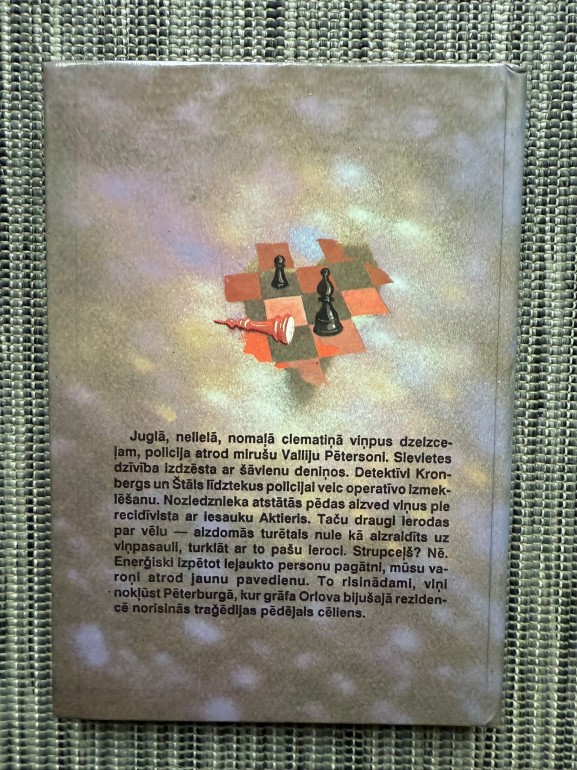 Juglā, nelielā, nomaļā ciematiņā viņpus dzelzce-
ļam, policija atrod mirušu Valliju Pētersoni. Sievietes
dzīvība izdzēsta ar šāvienu deniņos. Detektīvi Kron-
bergs un Štāls līdztekus policijai veic operatīvo izmek-
lēšanu. Noziedznieka atstātās pēdas aizved viņus pie
recidīvista ar iesauku Aktieris. Taču draugi ierodas
par vēlu — aizdomās turētais nule kā aizraidīts uz
viņpasauli, turklāt ar to pašu ieroci. Strupceļš? Nē.
Enerģiski izpētot iejaukto personu pagātni, mūsu va-
roņi atrod jaunu pavedienu. To risinādami, viņi
nokļūst Pēterburgā, kur grāfa Orlova bijušajā reziden-
cē norisinās traģēdijas pēdējais cēliens.